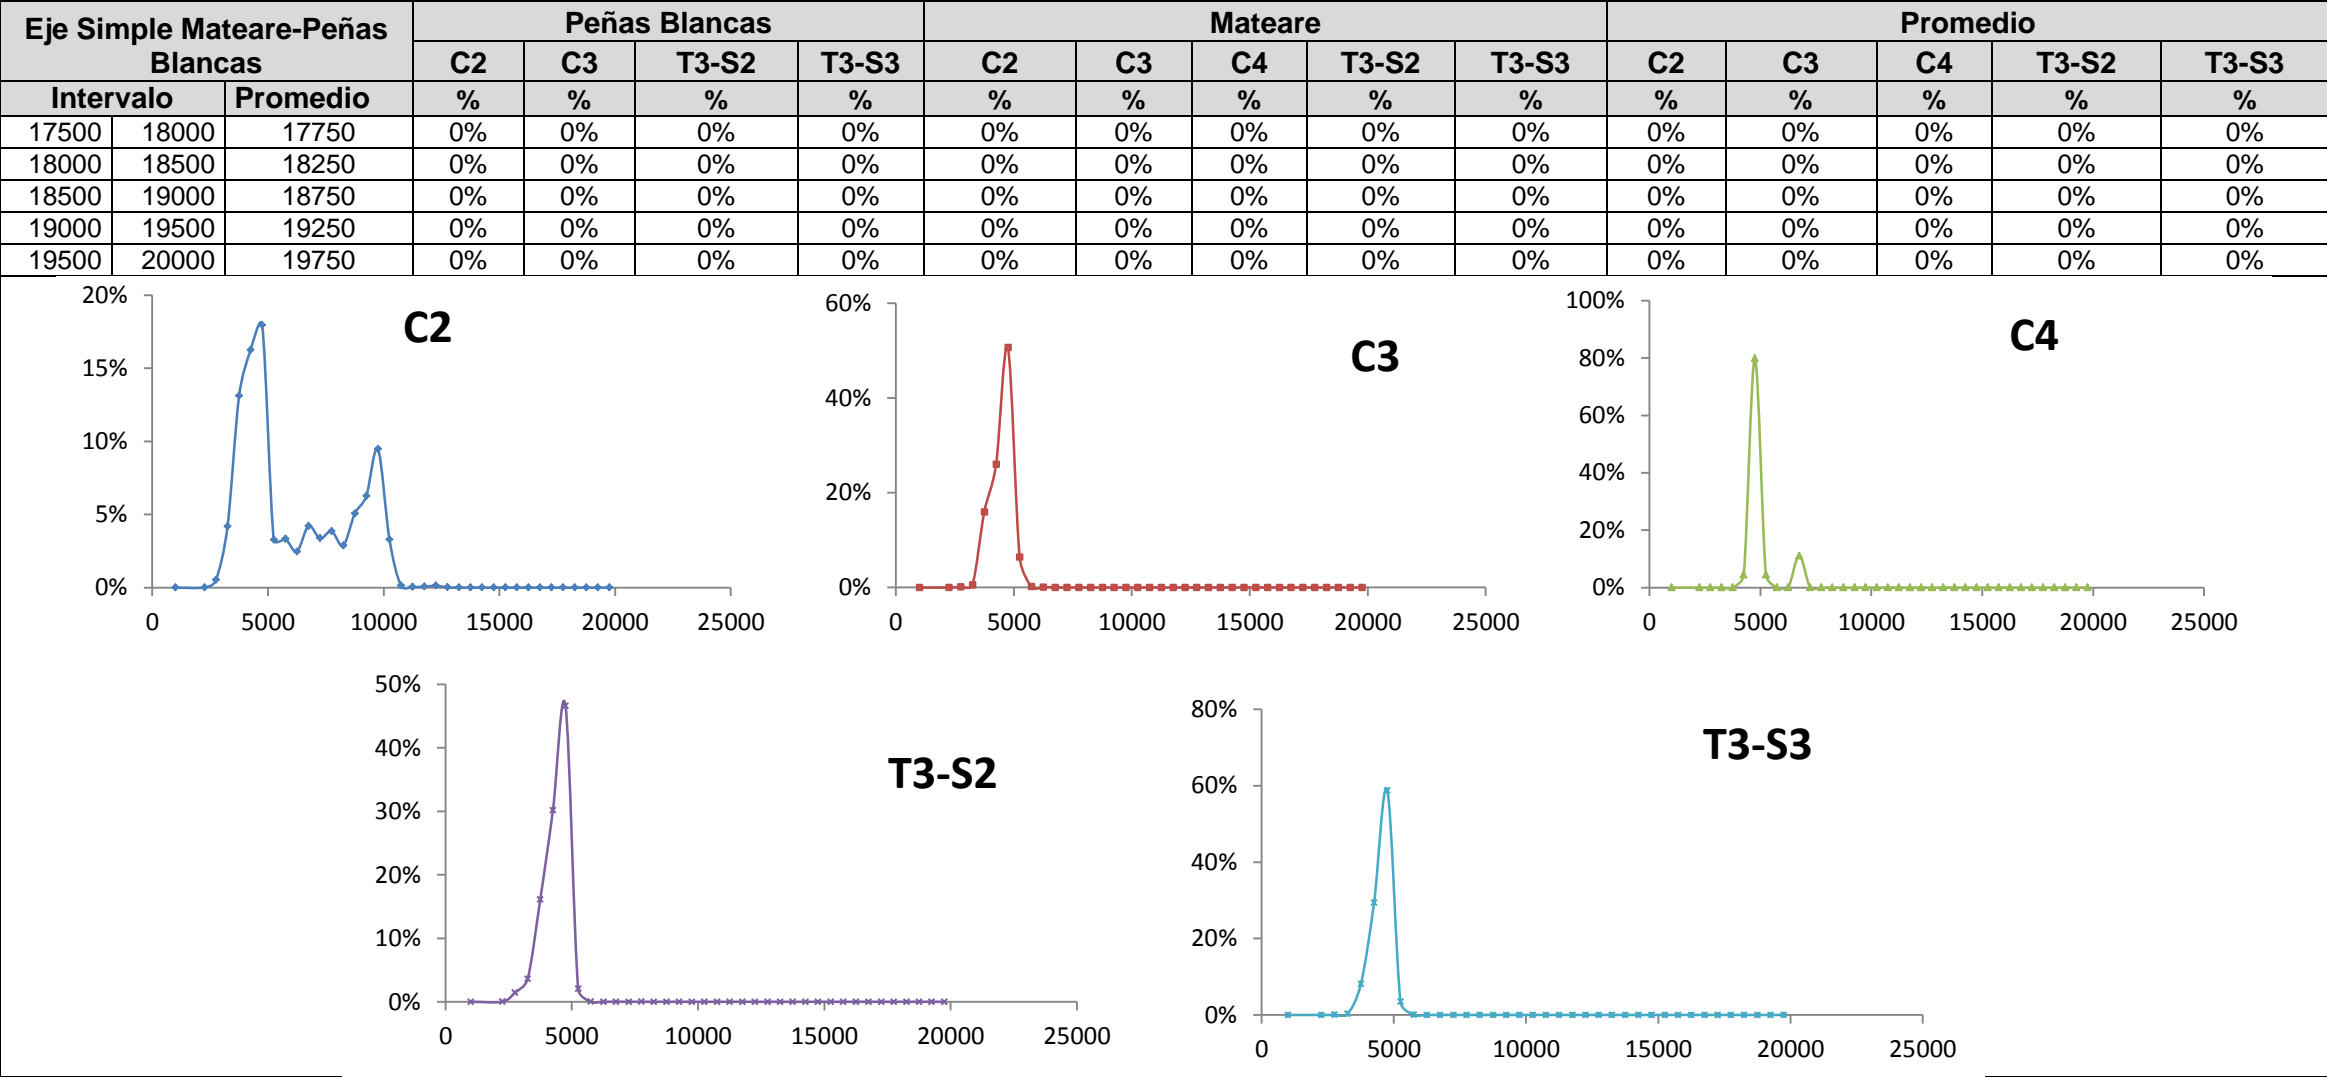 Eje Simple Mateare-Peñas Blancas Peñas Blancas Mateare Promedio
C2 C3 T3-S2 T3-S3 C2 C3 C4 T3-S2 T3-S3 C2 C3 C4 T3-S2 T3-S3
Intervalo Promedio % % % % % % % % % % % % % %
17500 18000 17750 0% 0% 0% 0% 0% 0% 0% 0% 0% 0% 0% 0% 0% 0%
18000 18500 18250 0% 0% 0% 0% 0% 0% 0% 0% 0% 0% 0% 0% 0% 0%
18500 19000 18750 0% 0% 0% 0% 0% 0% 0% 0% 0% 0% 0% 0% 0% 0%
19000 19500 19250 0% 0% 0% 0% 0% 0% 0% 0% 0% 0% 0% 0% 0% 0%
19500 20000 19750 0% 0% 0% 0% 0% 0% 0% 0% 0% 0% 0% 0% 0% 0%
C2
20%
15%
10%
5%
0%
0 5000 10000 15000 20000 25000
C3
60%
40%
20%
0%
0 5000 10000 15000 20000 25000
C4
100%
80%
60%
40%
20%
0%
0 5000 10000 15000 20000 25000
T3-S2
50%
40%
30%
20%
10%
0%
0 5000 10000 15000 20000 25000
T3-S3
80%
60%
40%
20%
0%
0 5000 10000 15000 20000 25000